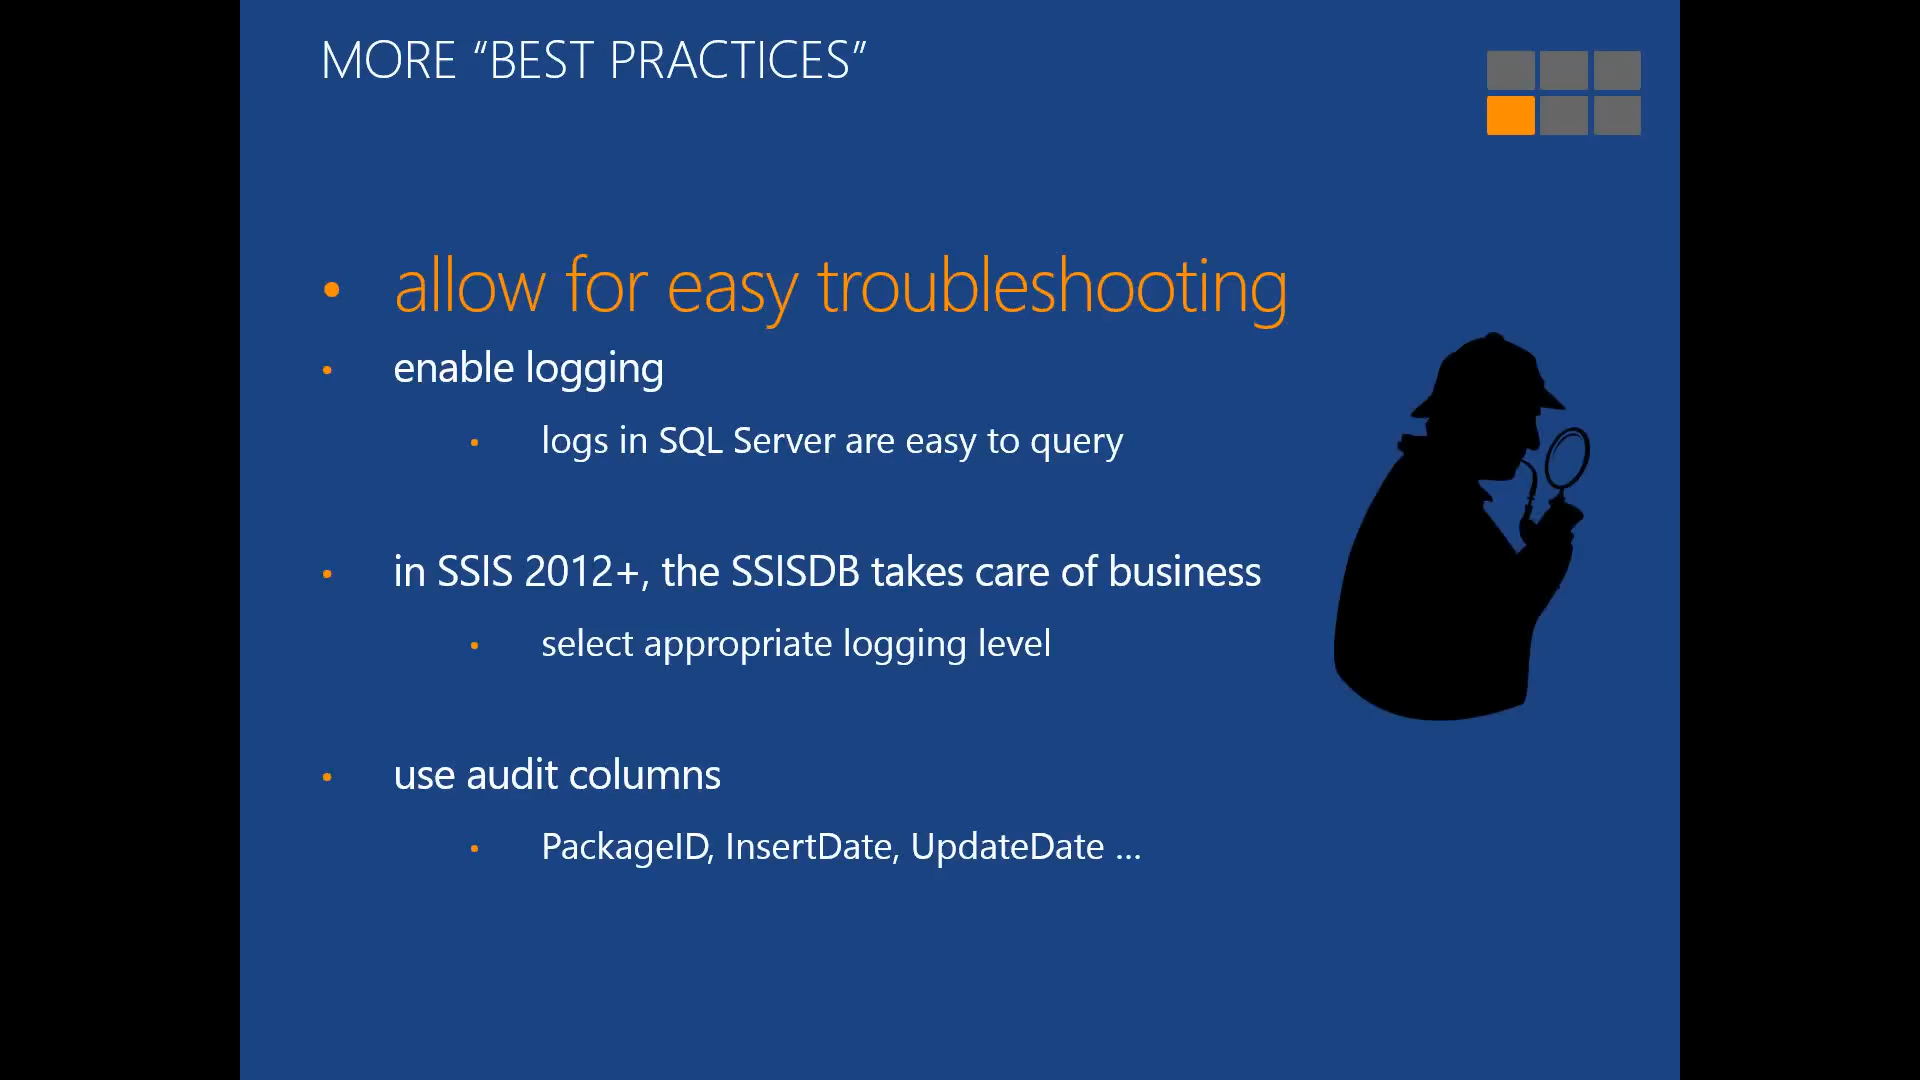 MORE “BEST PRACTICES”
• allow for easy troubleshooting
• enable logging
• logs in SQL Server are easy to query
• in SSIS 2012+, the SSISDB takes care of business
• select appropriate logging level
• use audit columns
• PackageID, InsertDate, UpdateDate ...